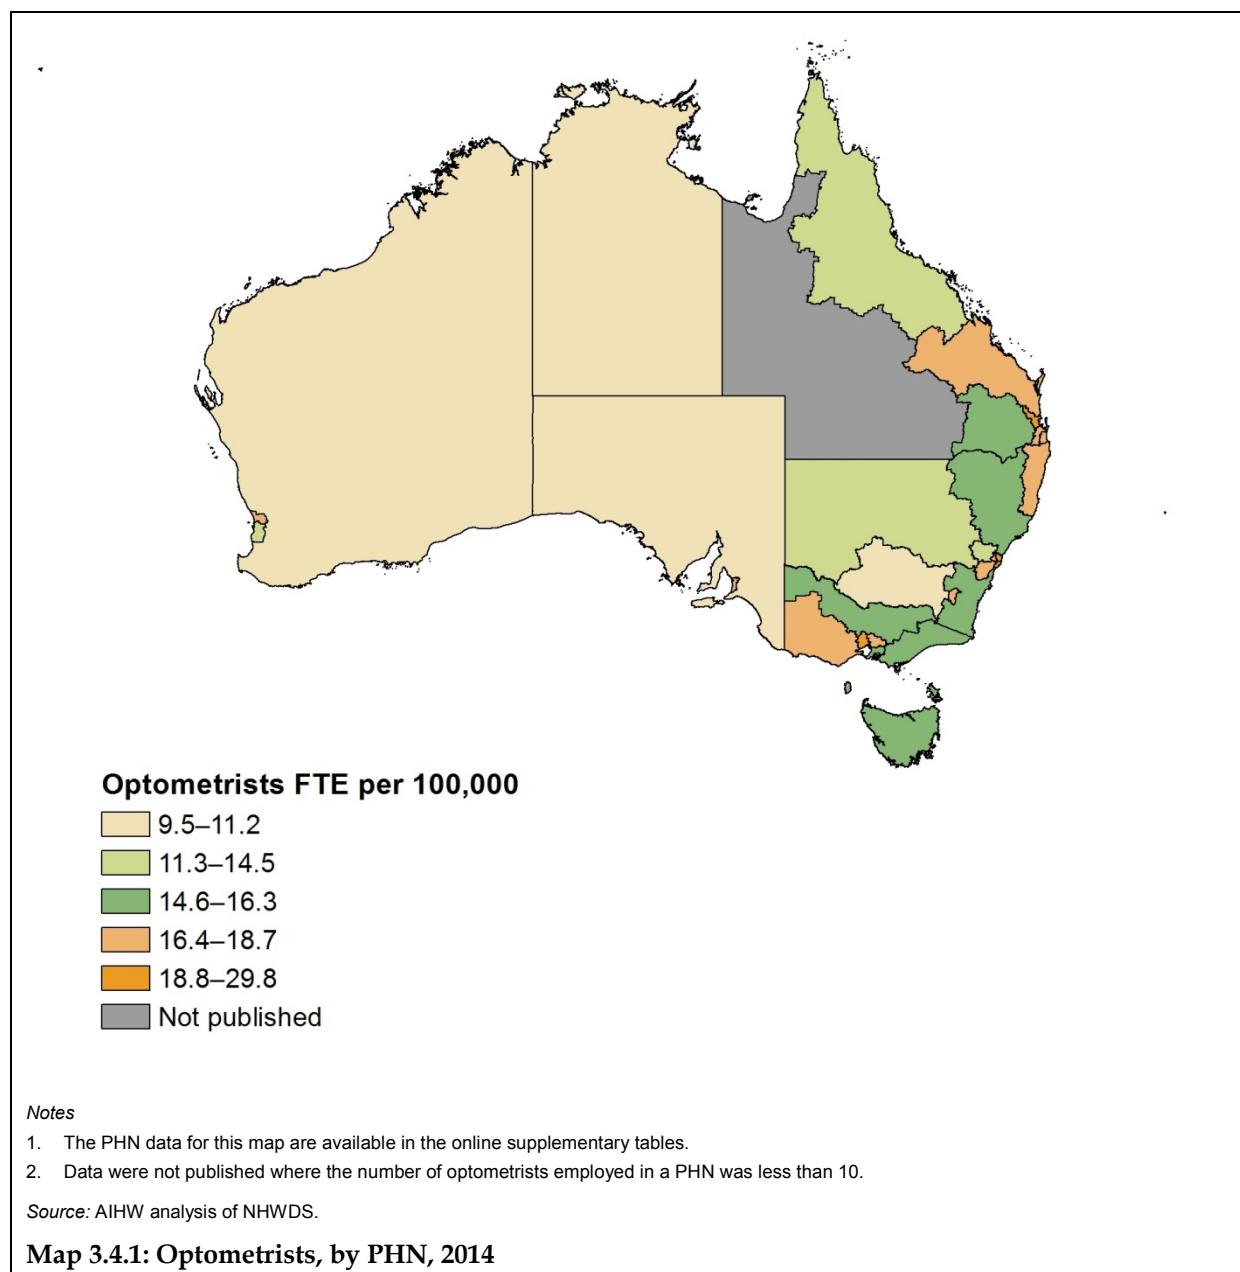 Optometrists FTE per 100,000
9.5–11.2
11.3–14.5
14.6–16.3
16.4–18.7
18.8–29.8
Not published
Notes
1. The PHN data for this map are available in the online supplementary tables.
2. Data were not published where the number of optometrists employed in a PHN was less than 10.
Source: AIHW analysis of NHWDS.
Map 3.4.1: Optometrists, by PHN, 2014